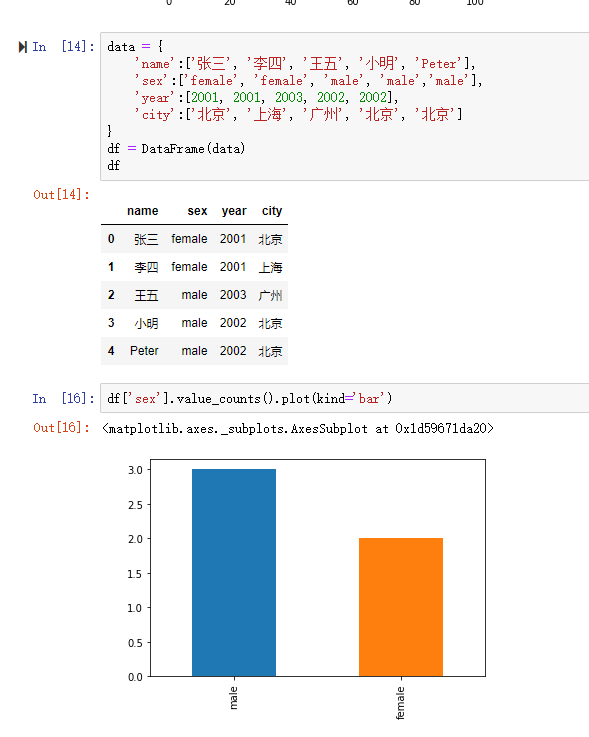 0 20 40 60 80 100
In [14]: data = {
'name':['张三', '李四', '王五', '小明', 'Peter'],
'sex':['female', 'female', 'male', 'male','male'],
'year':[2001, 2001, 2003, 2002, 2002],
'city':['北京', '上海', '广州', '北京', '北京']
}
df = DataFrame(data)
df
Out[14]:
name sex year city
0 张三 female 2001 北京
1 李四 female 2001 上海
2 王五 male 2003 广州
3 小明 male 2002 北京
4 Peter male 2002 北京
In [16]: df['sex'].value_counts().plot(kind='bar')
Out[16]: <matplotlib.axes._subplots.AxesSubplot at 0x1d59671da20>
3.0
2.5
2.0
1.5
1.0
0.5
0.0
male female